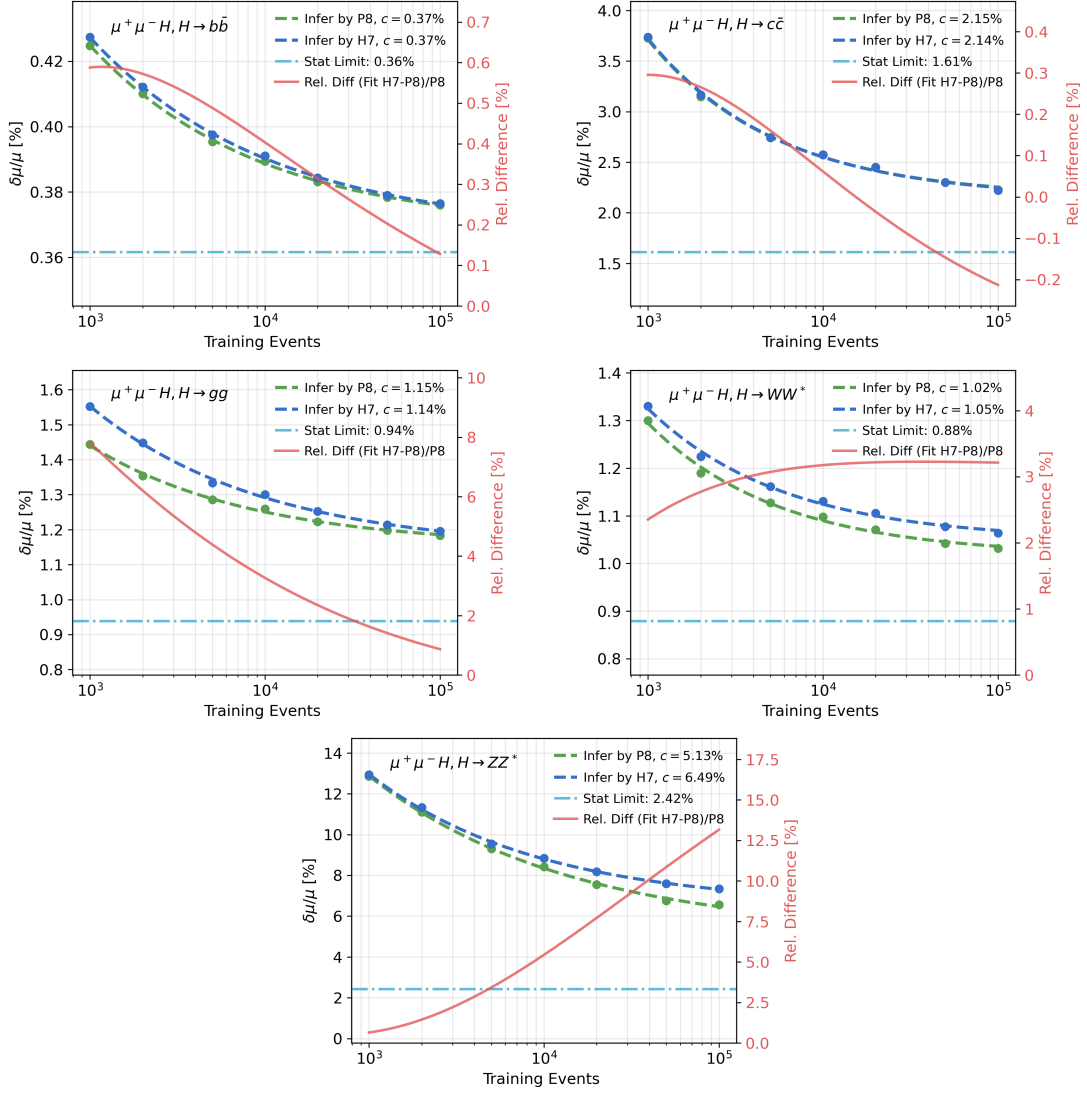 μ⁺μ⁻H, H→bb̄
Infer by P8, c = 0.37%
Infer by H7, c = 0.37%
Stat Limit: 0.36%
Rel. Diff (Fit H7-P8)/P8
0.42
0.40
0.38
0.36
δμ/μ [%]
0.7
0.6
0.5
0.4
0.3
0.2
0.1
0.0
Rel. Difference [%]
10³ 10⁴ 10⁵
Training Events
μ⁺μ⁻H, H→cc̄
Infer by P8, c = 2.15%
Infer by H7, c = 2.14%
Stat Limit: 1.61%
Rel. Diff (Fit H7-P8)/P8
4.0
3.5
3.0
2.5
2.0
1.5
δμ/μ [%]
0.4
0.3
0.2
0.1
0.0
−0.1
−0.2
Rel. Difference [%]
10³ 10⁴ 10⁵
Training Events
μ⁺μ⁻H, H→gg
Infer by P8, c = 1.15%
Infer by H7, c = 1.14%
Stat Limit: 0.94%
Rel. Diff (Fit H7-P8)/P8
1.6
1.5
1.4
1.3
1.2
1.1
1.0
0.9
0.8
δμ/μ [%]
10
8
6
4
2
0
Rel. Difference [%]
10³ 10⁴ 10⁵
Training Events
μ⁺μ⁻H, H→WW*
Infer by P8, c = 1.02%
Infer by H7, c = 1.05%
Stat Limit: 0.88%
Rel. Diff (Fit H7-P8)/P8
1.4
1.3
1.2
1.1
1.0
0.9
0.8
δμ/μ [%]
4
3
2
1
0
Rel. Difference [%]
10³ 10⁴ 10⁵
Training Events
μ⁺μ⁻H, H→ZZ*
Infer by P8, c = 5.13%
Infer by H7, c = 6.49%
Stat Limit: 2.42%
Rel. Diff (Fit H7-P8)/P8
14
12
10
8
6
4
2
0
δμ/μ [%]
17.5
15.0
12.5
10.0
7.5
5.0
2.5
0.0
Rel. Difference [%]
10³ 10⁴ 10⁵
Training Events